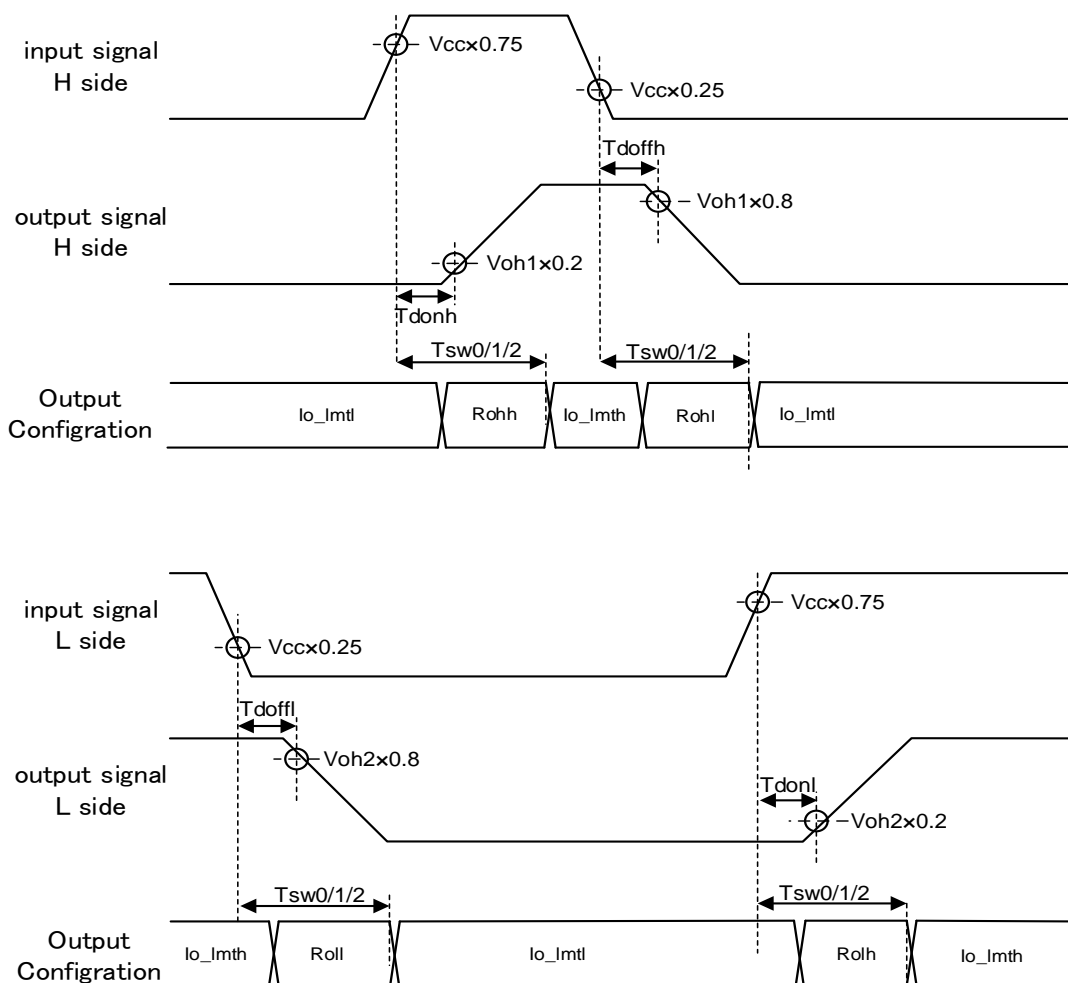 input signal
H side
Vcc×0.75
Vcc×0.25
Tdoffh
output signal
H side
Voh1×0.8
Voh1×0.2
Tdonh
Tsw0/1/2
Tsw0/1/2
Output
Configration
Io_lmtl
Rohh
Io_lmth
Rohl
Io_lmtl
input signal
L side
Vcc×0.25
Vcc×0.75
Tdoffl
output signal
L side
Voh2×0.8
Tdonl
Voh2×0.2
Tsw0/1/2
Tsw0/1/2
Output
Configration
Io_lmth
Roll
Io_lmtl
Rolh
Io_lmth